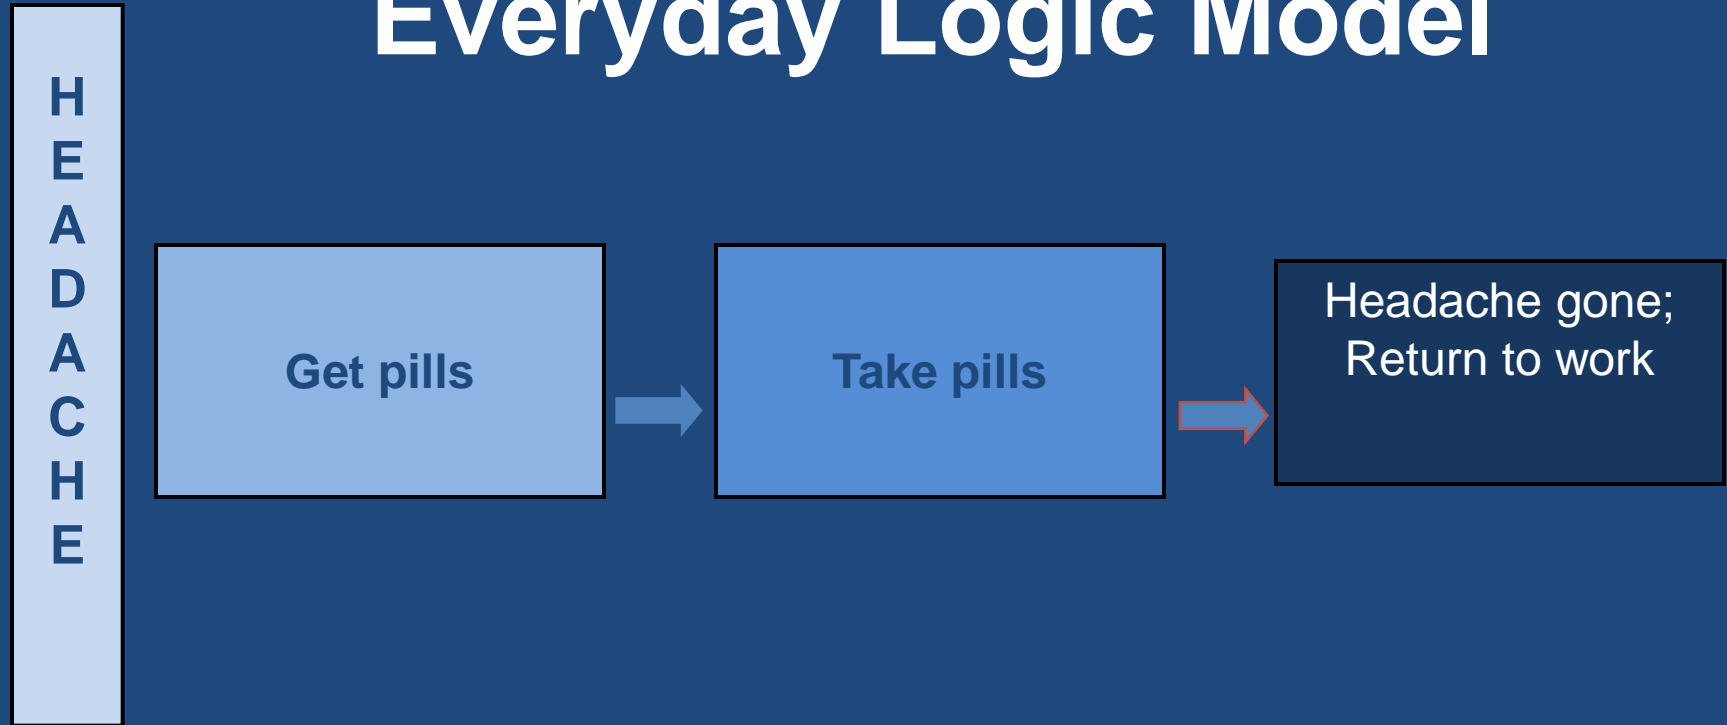 Everyday Logic Model
H
E
A
D
A
C
H
E
Get pills
Take pills
Headache gone;
Return to work